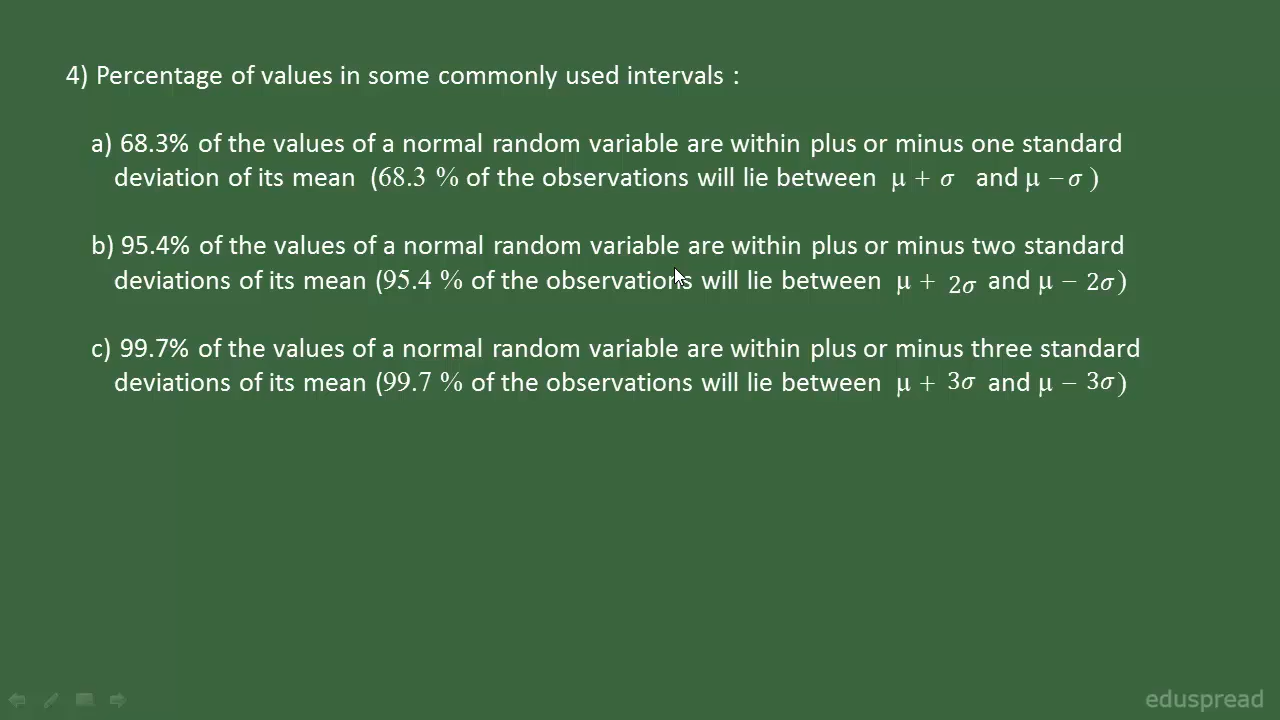 4) Percentage of values in some commonly used intervals :
a) 68.3% of the values of a normal random variable are within plus or minus one standard
deviation of its mean (68.3 % of the observations will lie between μ + σ and μ − σ )
b) 95.4% of the values of a normal random variable are within plus or minus two standard
deviations of its mean (95.4 % of the observations will lie between μ + 2σ and μ − 2σ )
c) 99.7% of the values of a normal random variable are within plus or minus three standard
deviations of its mean (99.7 % of the observations will lie between μ + 3σ and μ − 3σ )
eduspread